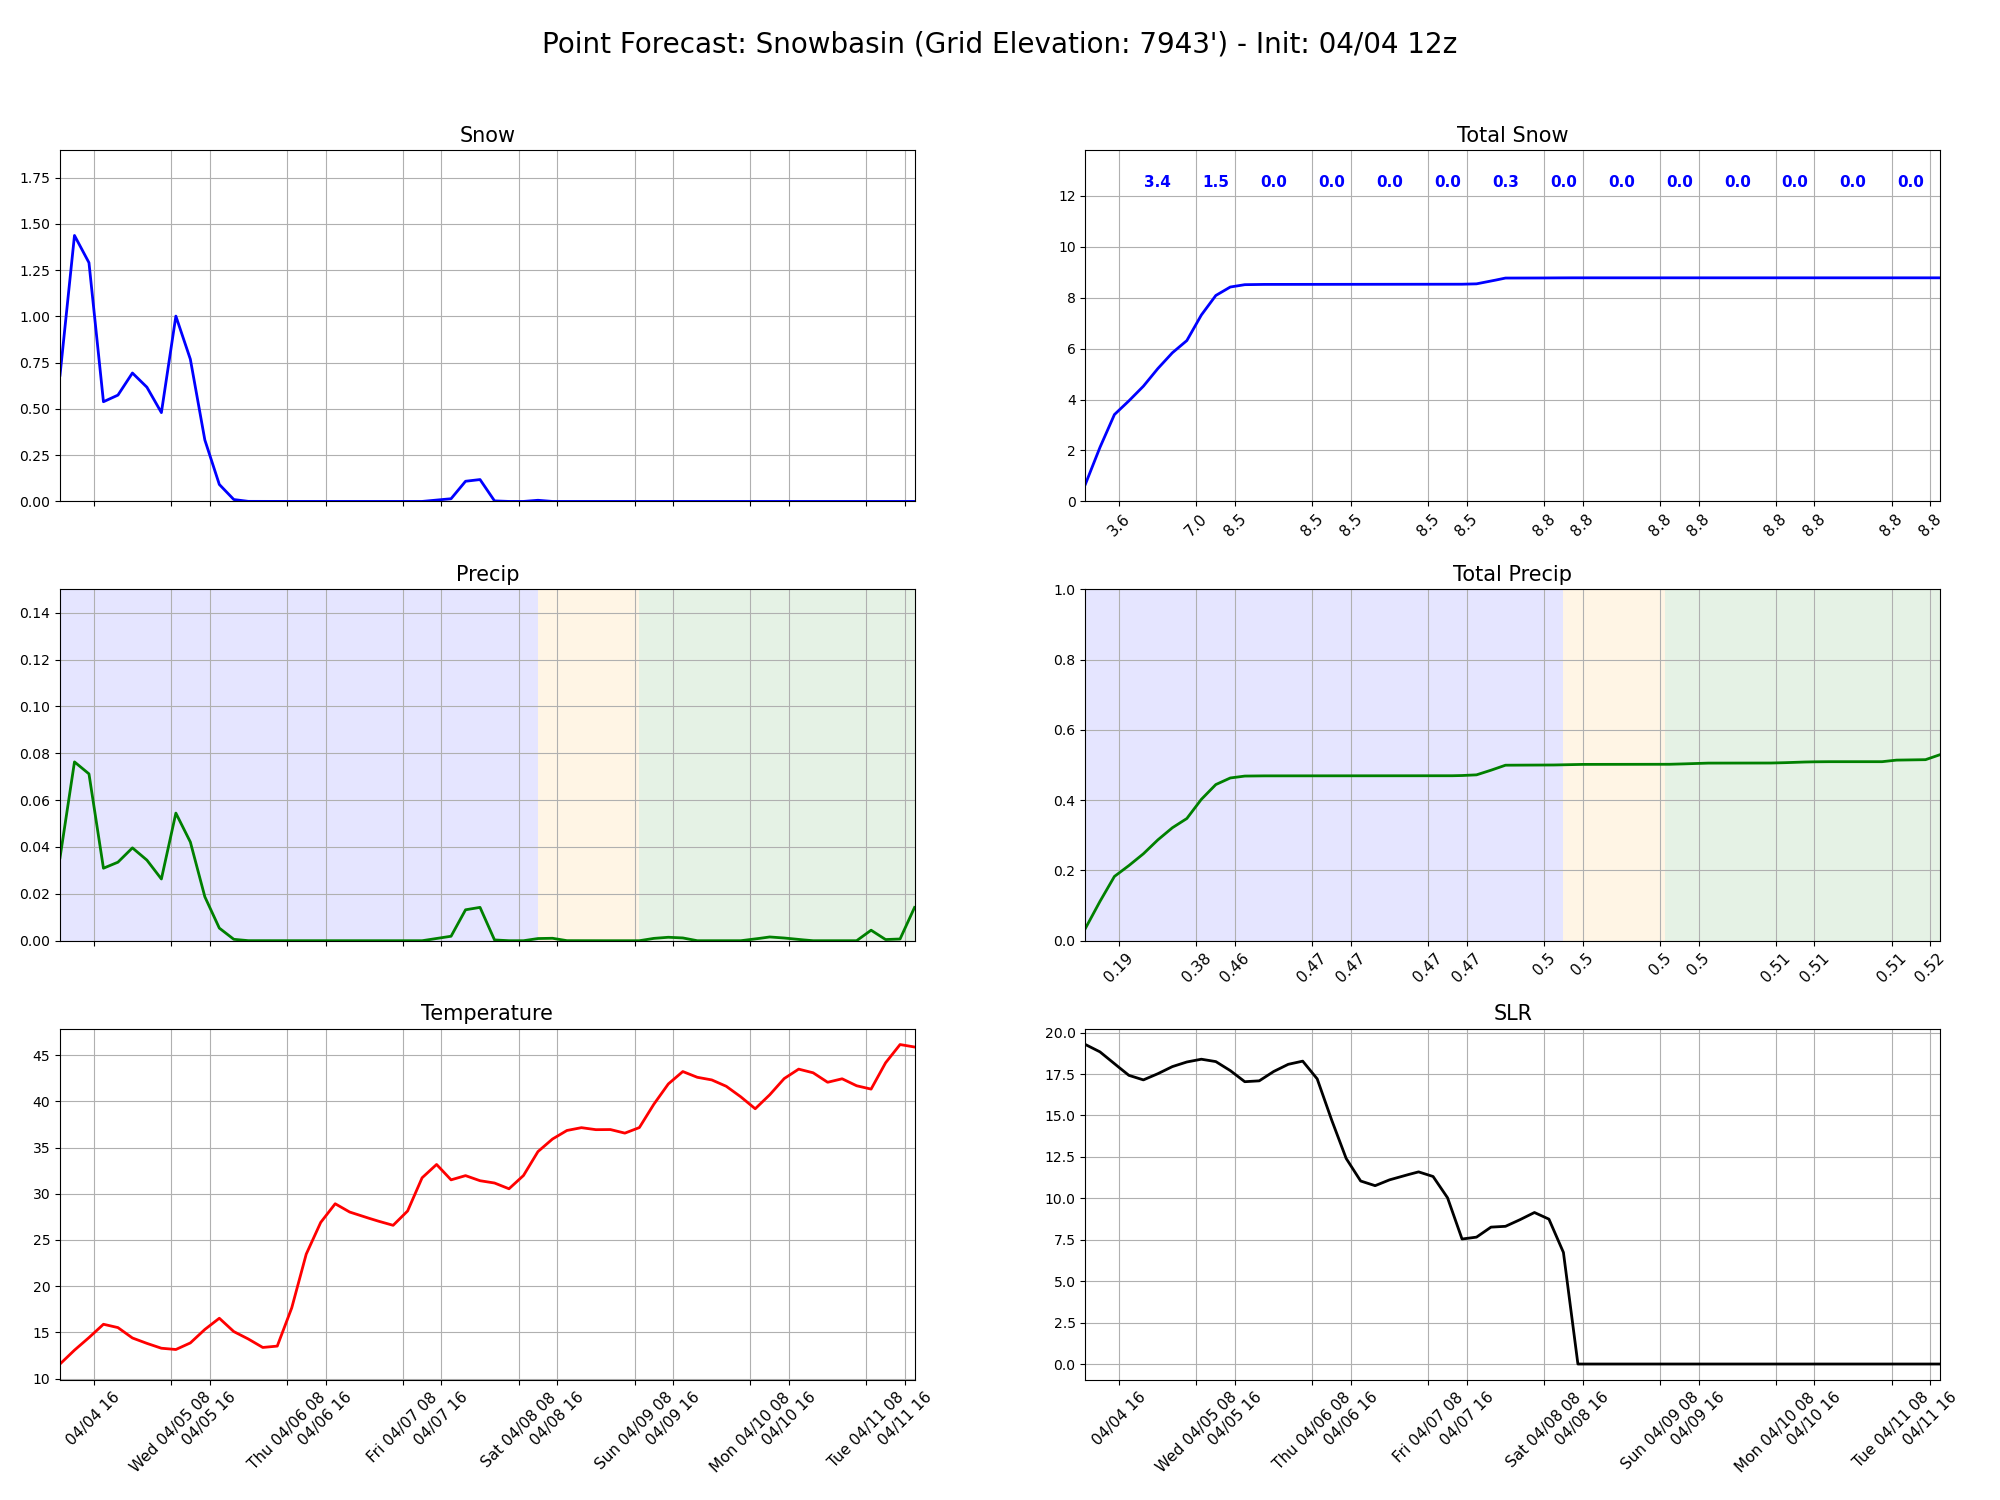 Point Forecast: Snowbasin (Grid Elevation: 7943') - Init: 04/04 12z
Snow
1.75
1.50
1.25
1.00
0.75
0.50
0.25
0.00
Total Snow
3.4 1.5 0.0 0.0 0.0 0.0 0.3 0.0 0.0 0.0 0.0 0.0 0.0 0.0
12
10
8
6
4
2
0
3.6 7.0 8.5 8.5 8.5 8.5 8.5 8.8 8.8 8.8 8.8 8.8 8.8 8.8 8.8
Precip
0.14
0.12
0.10
0.08
0.06
0.04
0.02
0.00
Total Precip
1.0
0.8
0.6
0.4
0.2
0.0
0.19 0.38 0.46 0.47 0.47 0.47 0.47 0.5 0.5 0.5 0.5 0.51 0.51 0.51 0.52
Temperature
45
40
35
30
25
20
15
10
04/04 16
Wed 04/05 08
04/05 16
Thu 04/06 08
04/06 16
Fri 04/07 08
04/07 16
Sat 04/08 08
04/08 16
Sun 04/09 08
04/09 16
Mon 04/10 08
04/10 16
Tue 04/11 08
04/11 16
SLR
20.0
17.5
15.0
12.5
10.0
7.5
5.0
2.5
0.0
04/04 16
Wed 04/05 08
04/05 16
Thu 04/06 08
04/06 16
Fri 04/07 08
04/07 16
Sat 04/08 08
04/08 16
Sun 04/09 08
04/09 16
Mon 04/10 08
04/10 16
Tue 04/11 08
04/11 16